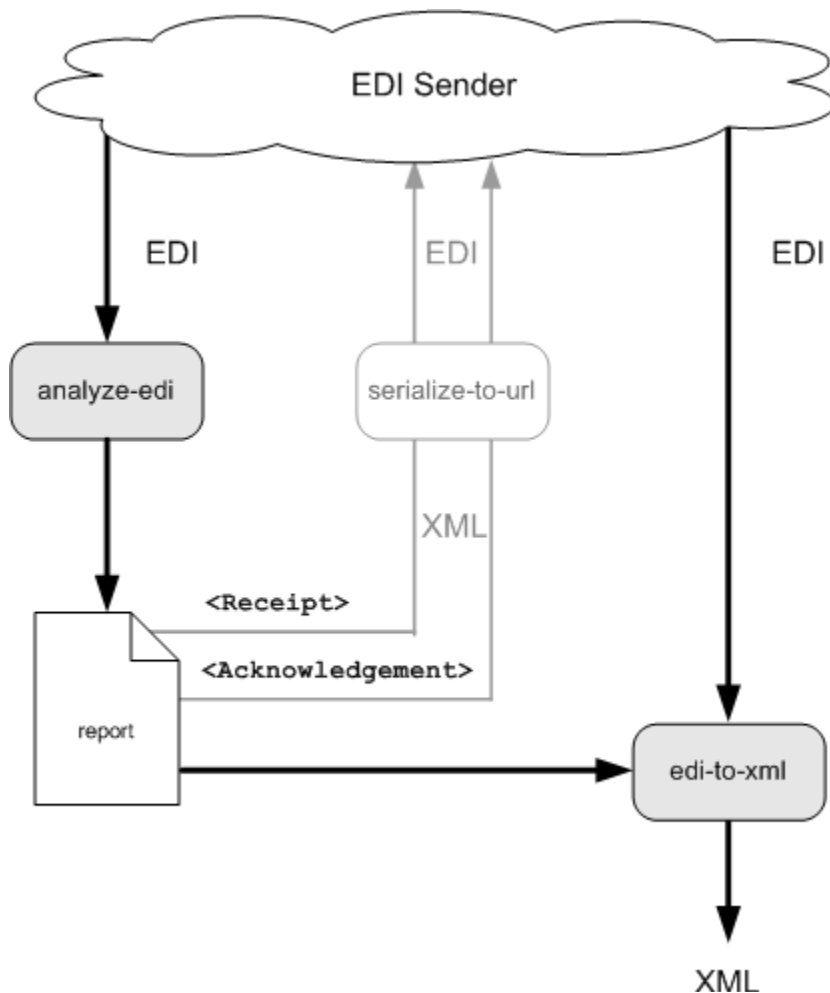 EDI Sender
EDI
EDI
EDI
analyze-edi
serialize-to-url
XML
<Receipt>
<Acknowledgement>
report
edi-to-xml
XML